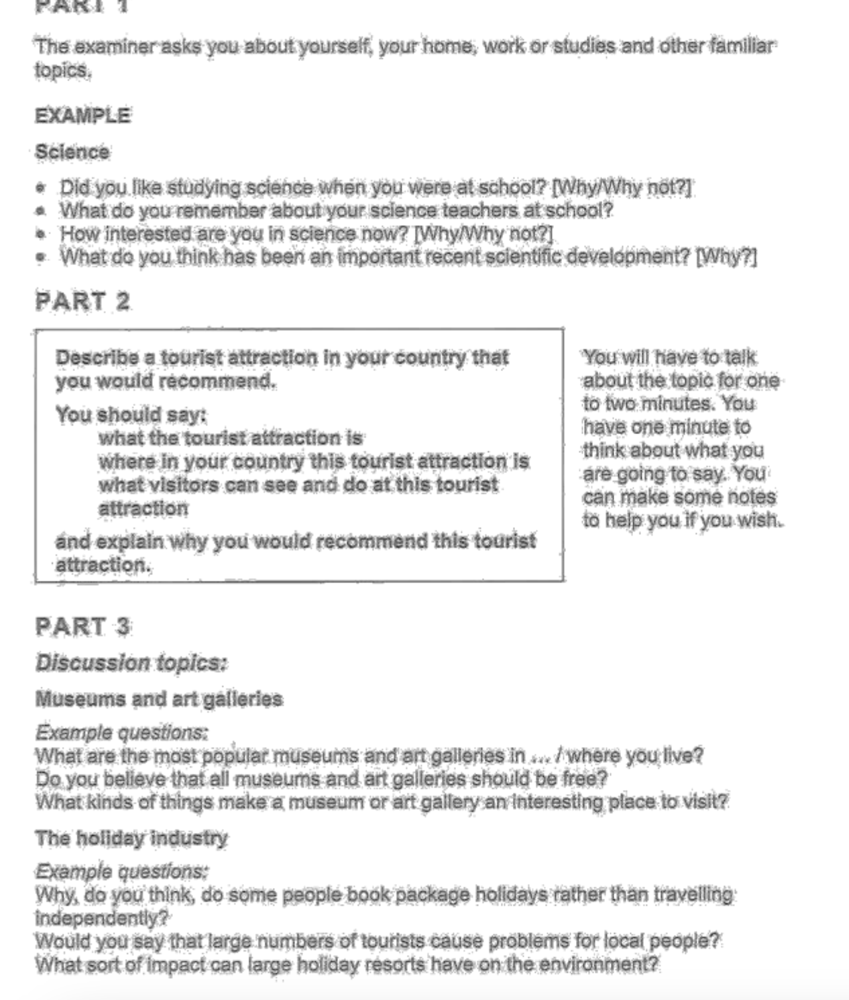 PART 1
The examiner asks you about yourself, your home, work or studies and other familiar
topics.
EXAMPLE
Science
• Did you like studying science when you were at school? [Why/Why not?]
• What do you remember about your science teachers at school?
• How interested are you in science now? [Why/Why not?]
• What do you think has been an important recent scientific development? [Why?]
PART 2
Describe a tourist attraction in your country that
you would recommend.
You should say:
what the tourist attraction is
where in your country this tourist attraction is
what visitors can see and do at this tourist
attraction
and explain why you would recommend this tourist
attraction.
You will have to talk
about the topic for one
to two minutes. You
have one minute to
think about what you
are going to say. You
can make some notes
to help you if you wish.
PART 3
Discussion topics:
Museums and art galleries
Example questions:
What are the most popular museums and art galleries in ... / where you live?
Do you believe that all museums and art galleries should be free?
What kinds of things make a museum or art gallery an interesting place to visit?
The holiday industry
Example questions:
Why, do you think, do some people book package holidays rather than travelling
independently?
Would you say that large numbers of tourists cause problems for local people?
What sort of impact can large holiday resorts have on the environment?